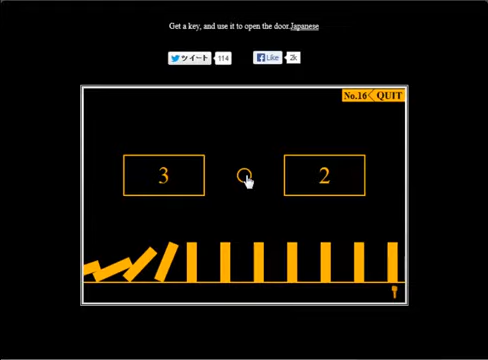 Get a key, and use it to open the door.Japanese
ツイート 114 Like 2k
No.16 QUIT
3 2